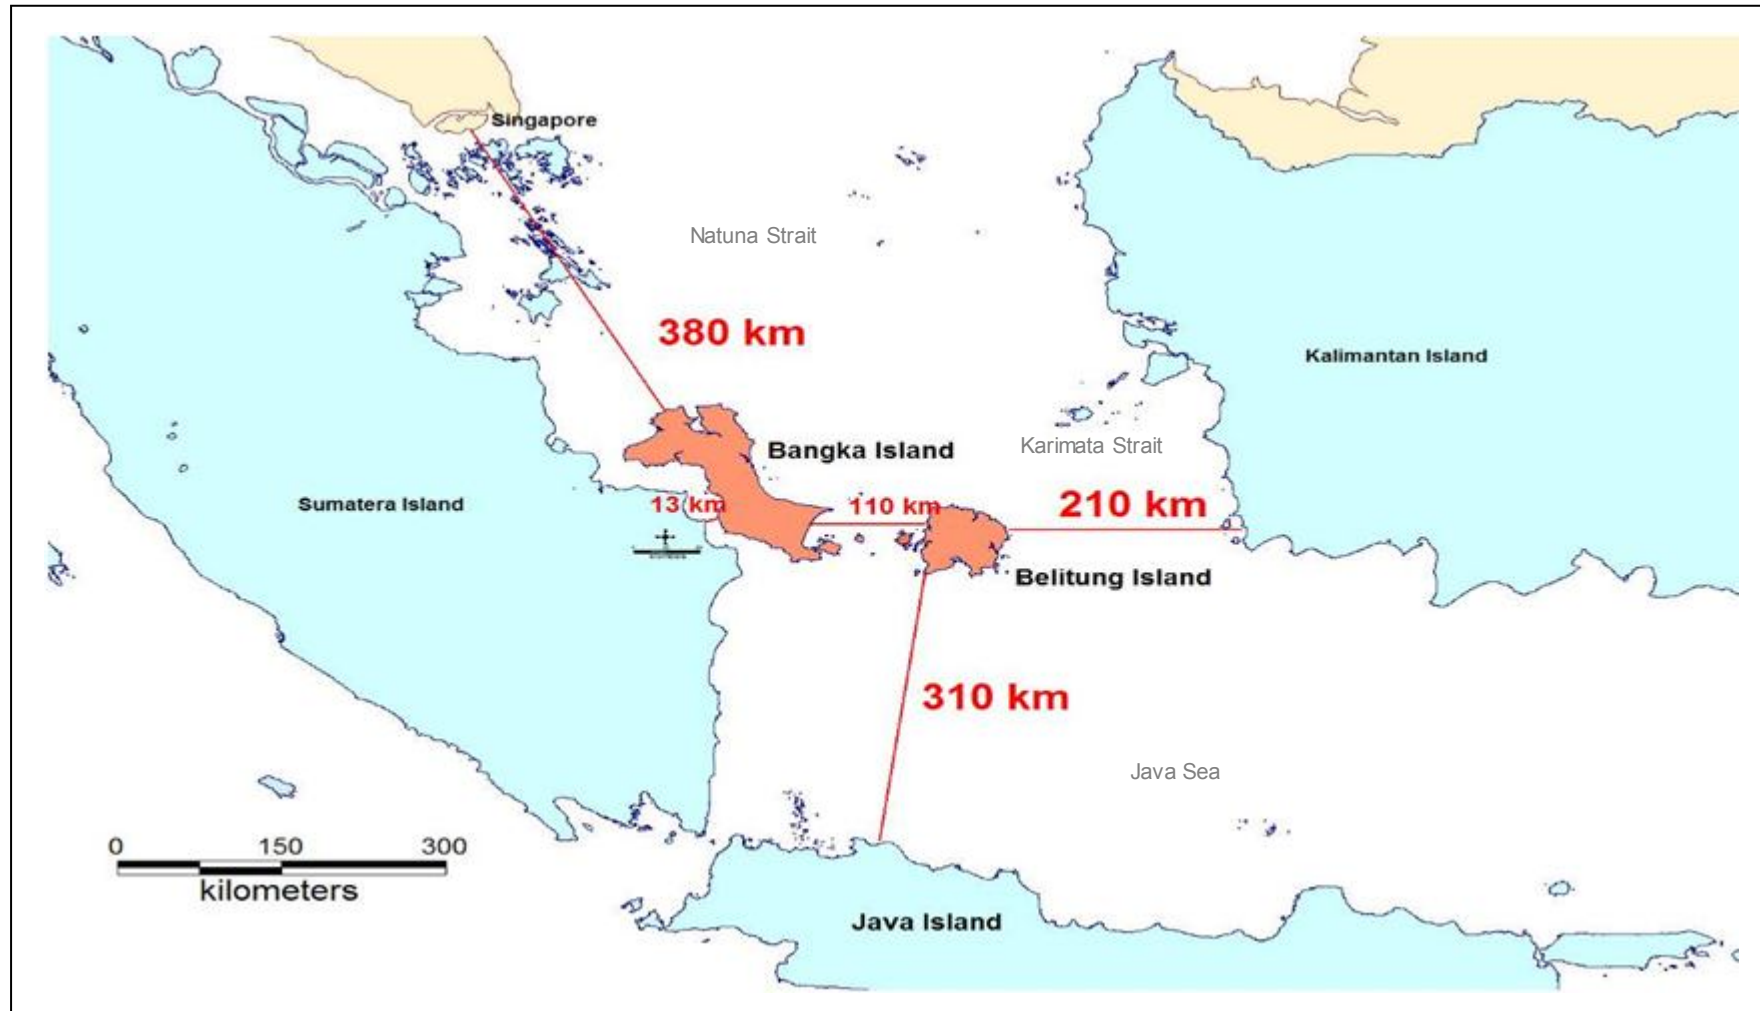 Singapore
Natuna Strait
380 km
Kalimantan Island
Bangka Island
Karimata Strait
Sumatera Island
13 km
110 km
210 km
Belitung Island
310 km
Java Sea
0 150 300
kilometers
Java Island